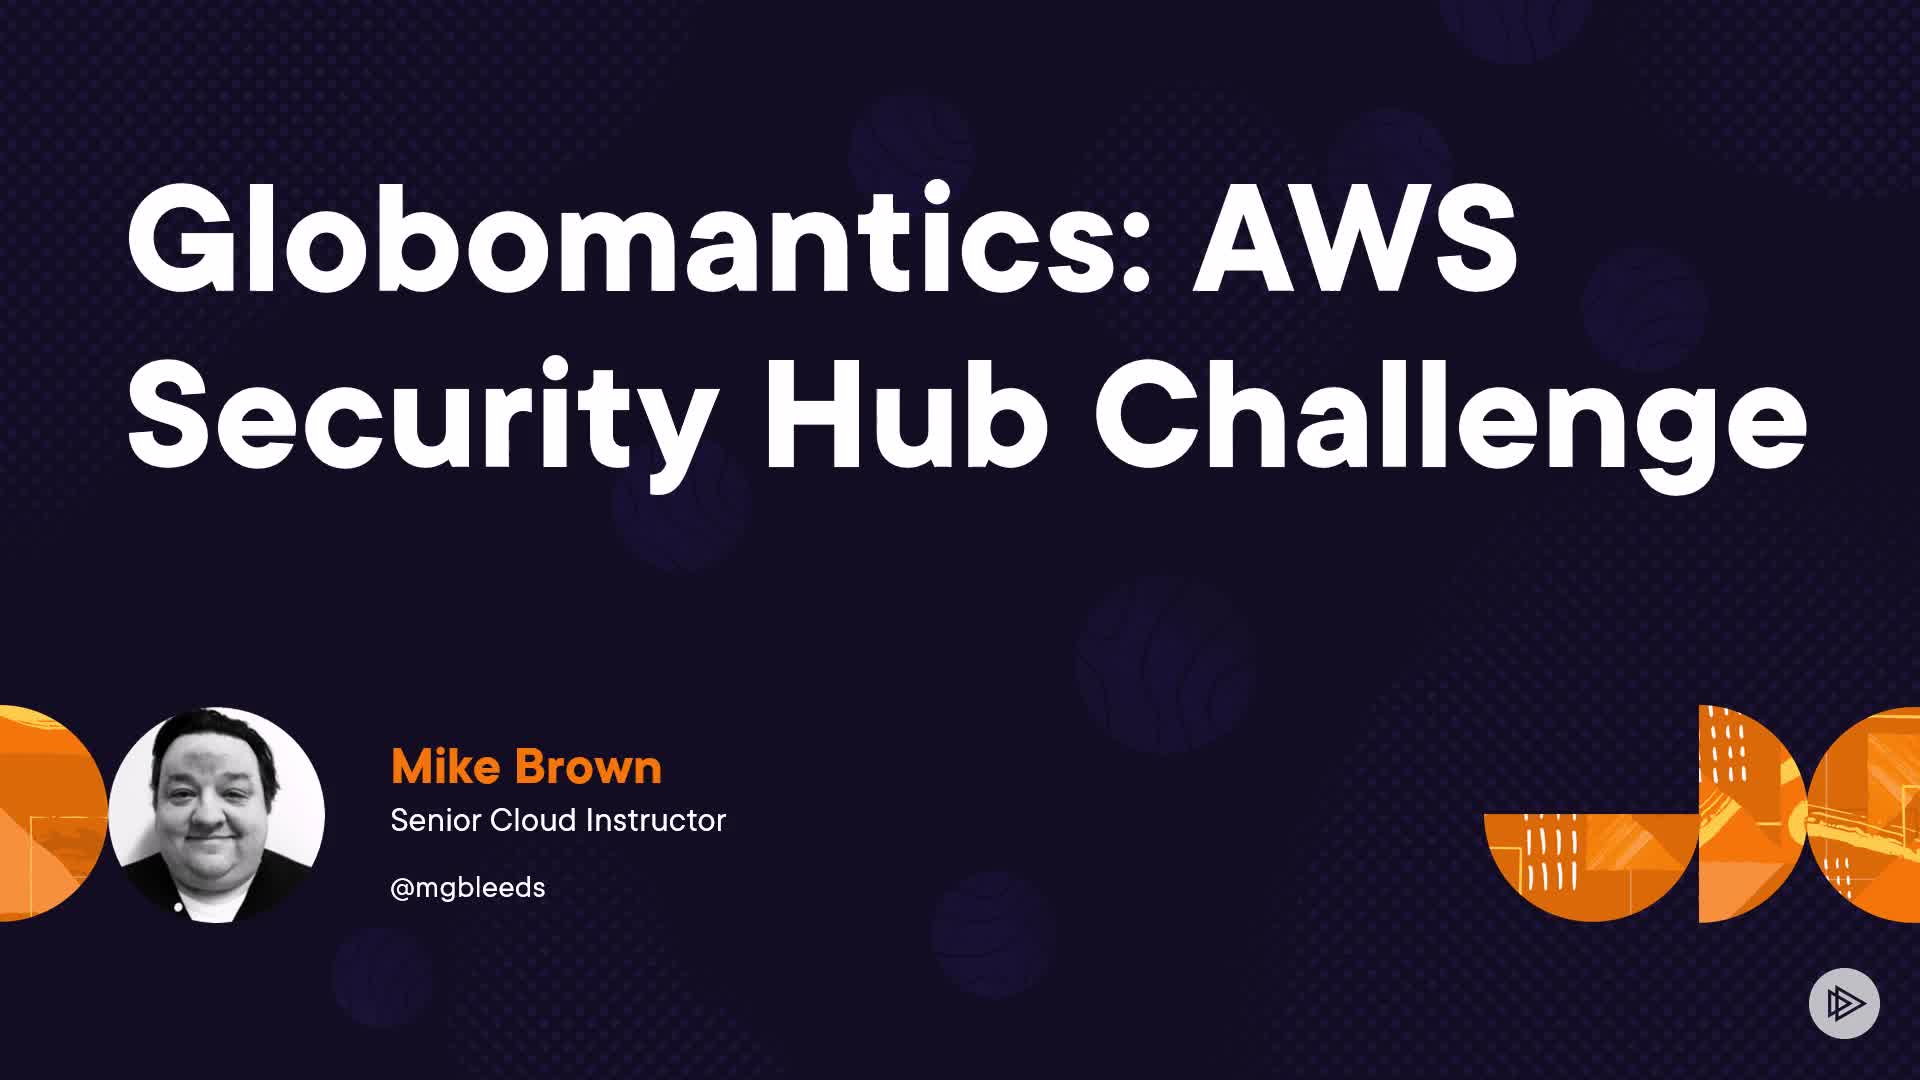 Globomantics: AWS
Security Hub Challenge
Mike Brown
Senior Cloud Instructor
@mgbleeds